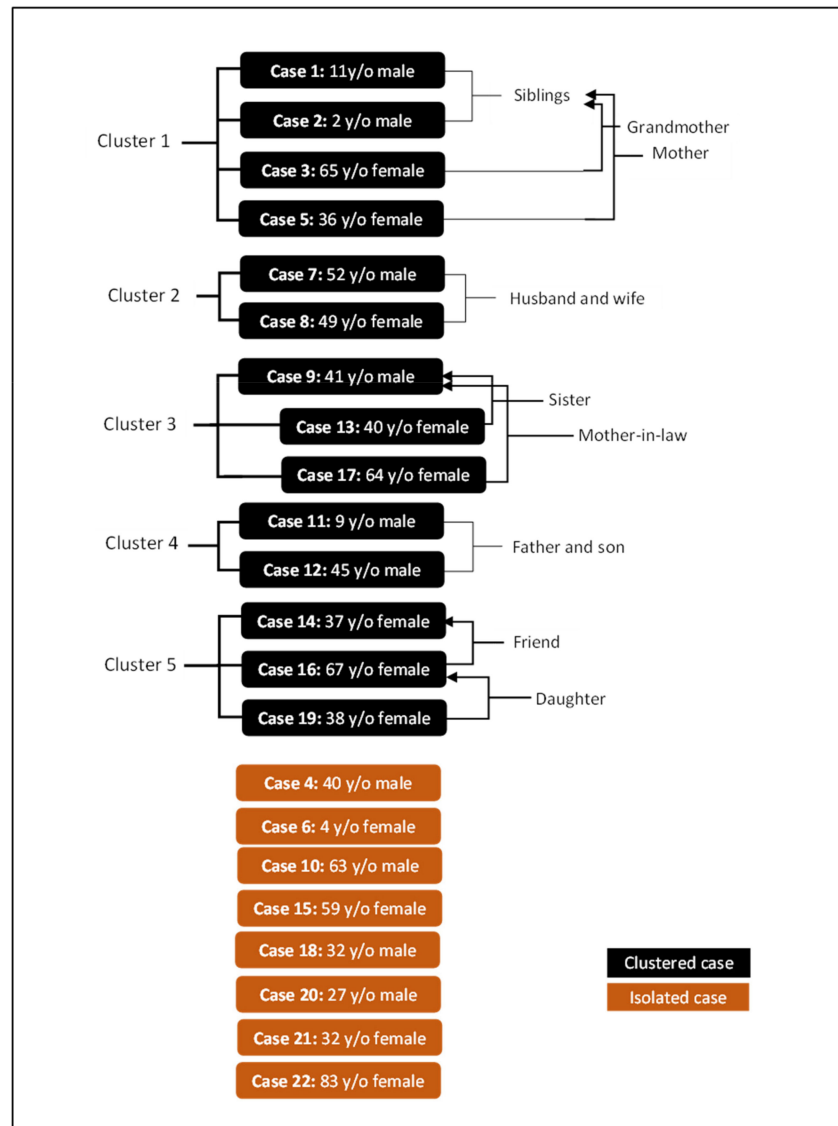 Case 1: 11y/o male
Siblings
Case 2: 2 y/o male
Grandmother
Cluster 1
Mother
Case 3: 65 y/o female
Case 5: 36 y/o female
Case 7: 52 y/o male
Cluster 2
Husband and wife
Case 8: 49 y/o female
Case 9: 41 y/o male
Sister
Cluster 3
Case 13: 40 y/o female
Mother-in-law
Case 17: 64 y/o female
Case 11: 9 y/o male
Cluster 4
Father and son
Case 12: 45 y/o male
Case 14: 37 y/o female
Friend
Cluster 5
Case 16: 67 y/o female
Daughter
Case 19: 38 y/o female
Case 4: 40 y/o male
Case 6: 4 y/o female
Case 10: 63 y/o male
Case 15: 59 y/o female
Case 18: 32 y/o male
Case 20: 27 y/o male
Case 21: 32 y/o female
Case 22: 83 y/o female
Clustered case
Isolated case